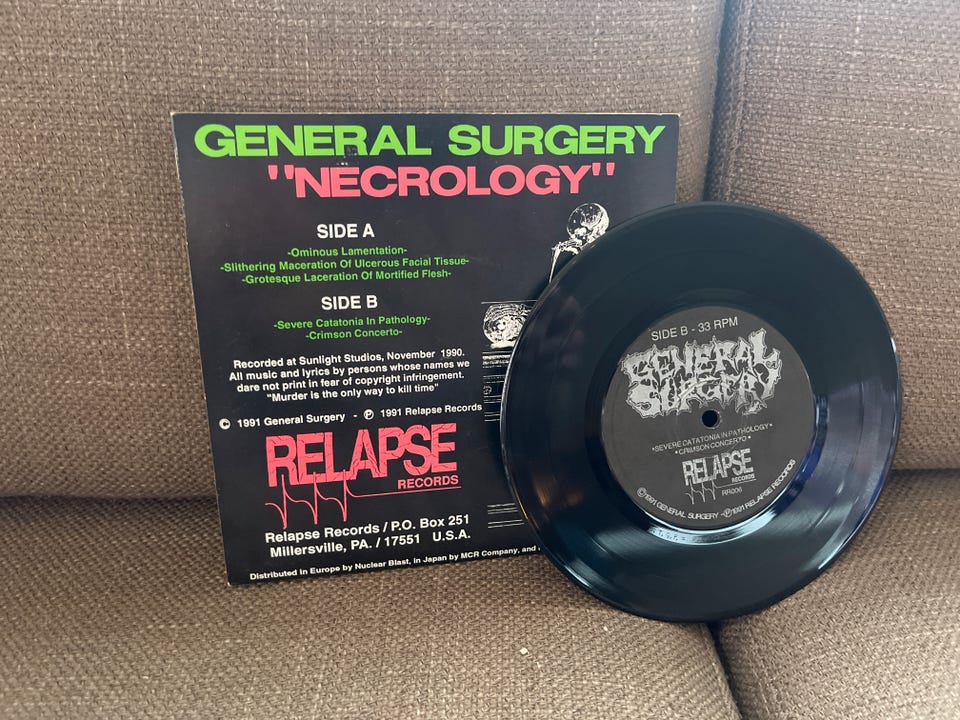 GENERAL SURGERY
"NECROLOGY"
SIDE A
-Ominous Lamentation-
-Slithering Maceration Of Ulcerous Facial Tissue-
-Grotesque Laceration Of Mortified Flesh-
SIDE B
-Severe Catatonia In Pathology-
-Crimson Concerto-
Recorded at Sunlight Studios, November 1990.
All music and lyrics by persons whose names we
dare not print in fear of copyright infringement.
"Murder is the only way to kill time"
© 1991 General Surgery - ℗ 1991 Relapse Records
RELAPSE
RECORDS
Relapse Records / P.O. Box 251
Millersville, PA. / 17551 U.S.A.
Distributed in Europe by Nuclear Blast, in Japan by MCR Company, and
SIDE B - 33 RPM
GENERAL
SURGERY
•SEVERE CATATONIA IN PATHOLOGY•
•CRIMSON CONCERTO•
RELAPSE
RECORDS
RR006
©1991 GENERAL SURGERY - ℗1991 RELAPSE RECORDS